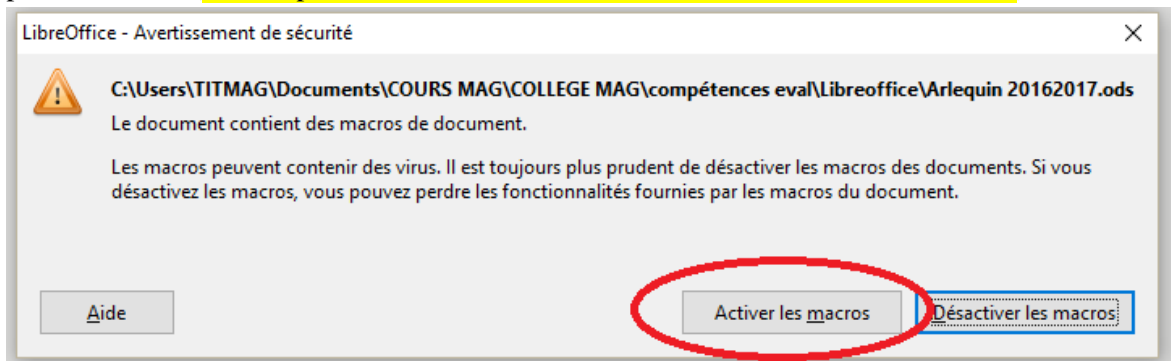 LibreOffice - Avertissement de sécurité
C:\Users\TITMAG\Documents\COURS MAG\COLLEGE MAG\compétences eval\Libreoffice\Arlequin 20162017.ods
Le document contient des macros de document.
Les macros peuvent contenir des virus. Il est toujours plus prudent de désactiver les macros des documents. Si vous
désactivez les macros, vous pouvez perdre les fonctionnalités fournies par les macros du document.
Aide Activer les macros Désactiver les macros